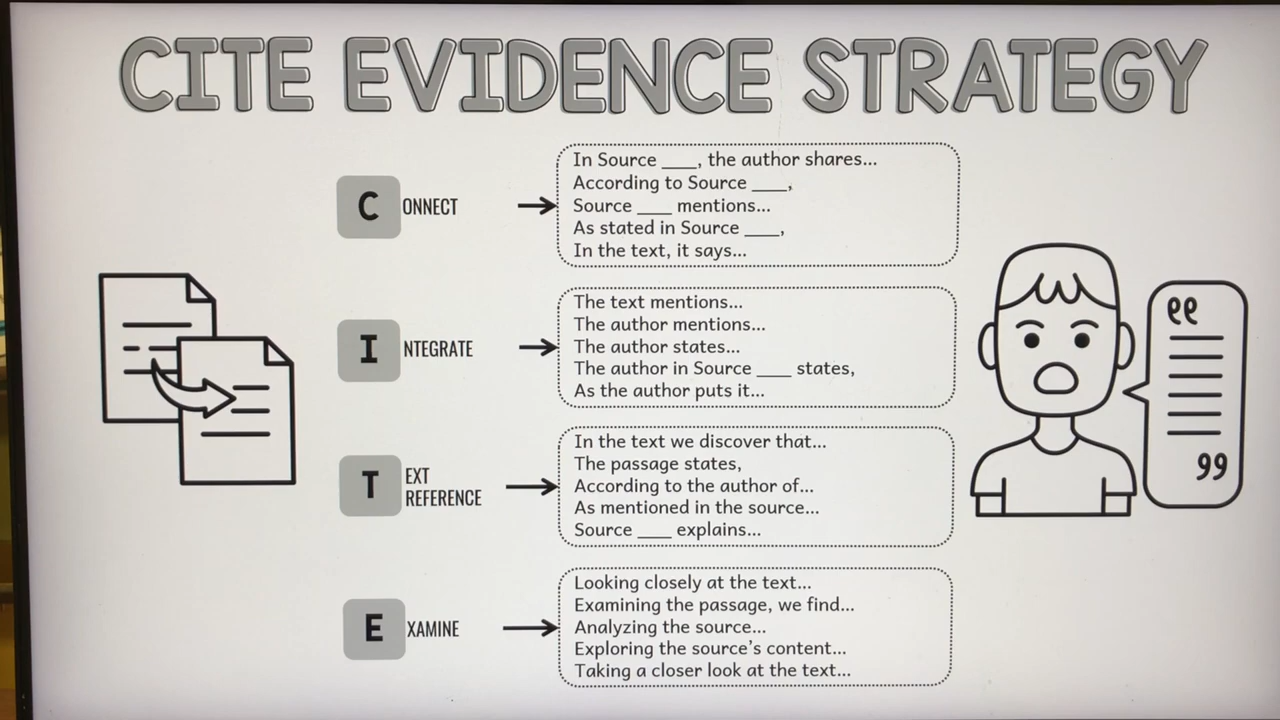 CITE EVIDENCE STRATEGY
CONNECT
In Source ____, the author shares...
According to Source ____,
Source ____ mentions...
As stated in Source ____,
In the text, it says...
INTEGRATE
The text mentions...
The author mentions...
The author states...
The author in Source ____ states,
As the author puts it...
TEXT
REFERENCE
In the text we discover that...
The passage states,
According to the author of...
As mentioned in the source...
Source ____ explains...
EXAMINE
Looking closely at the text...
Examining the passage, we find...
Analyzing the source...
Exploring the source's content...
Taking a closer look at the text...